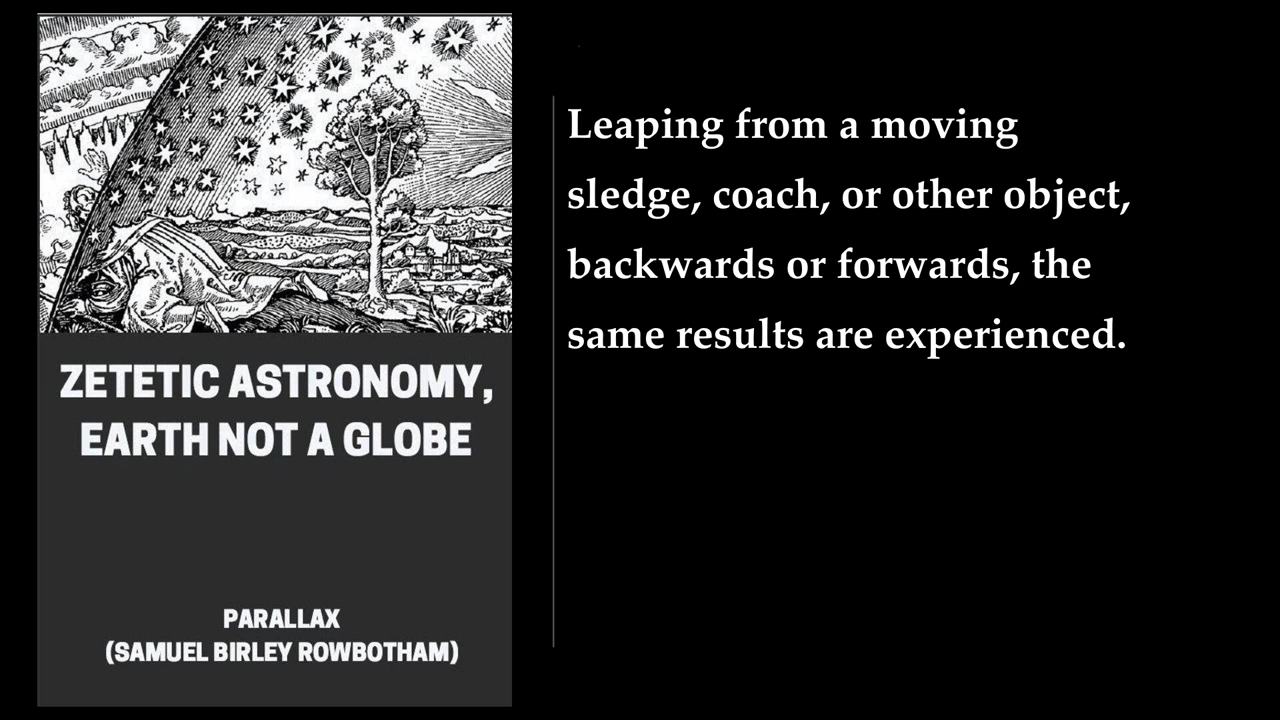 ZETETIC ASTRONOMY,
EARTH NOT A GLOBE
PARALLAX
(SAMUEL BIRLEY ROWBOTHAM)
Leaping from a moving
sledge, coach, or other object,
backwards or forwards, the
same results are experienced.